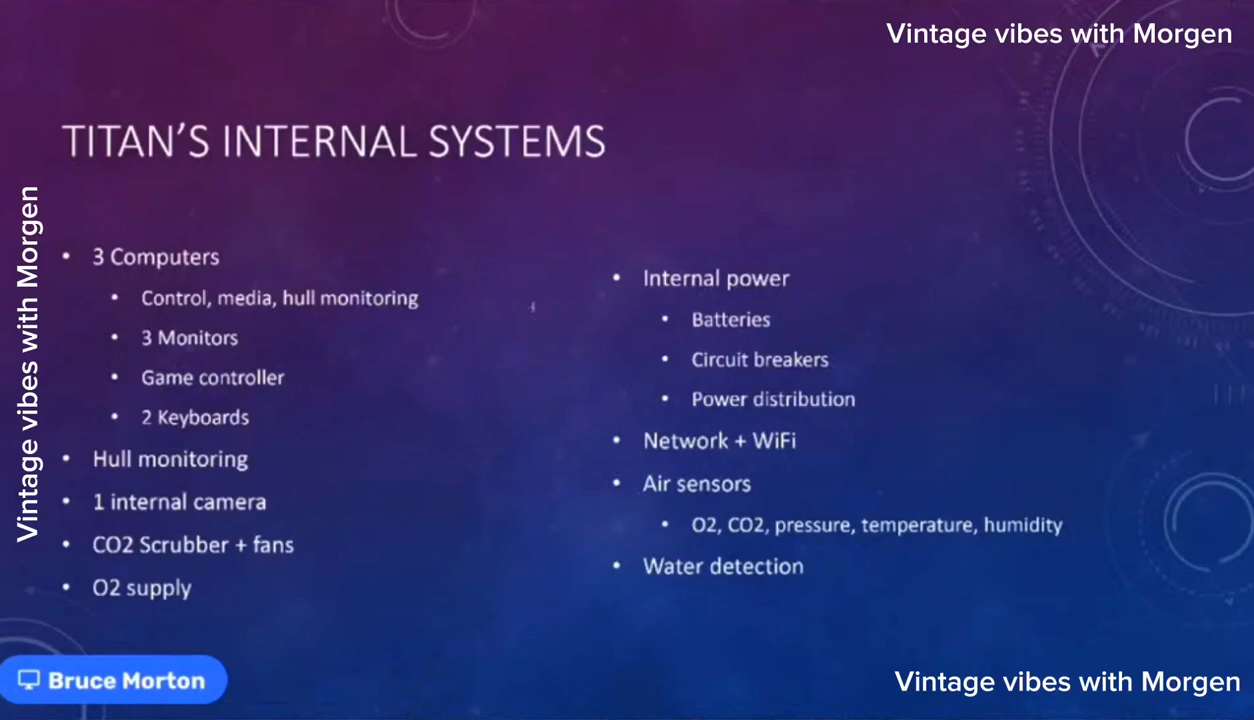 Vintage vibes with Morgen
TITAN'S INTERNAL SYSTEMS
Vintage vibes with Morgen
• 3 Computers
• Control, media, hull monitoring
• 3 Monitors
• Game controller
• 2 Keyboards
• Hull monitoring
• 1 internal camera
• CO2 Scrubber + fans
• O2 supply
• Internal power
• Batteries
• Circuit breakers
• Power distribution
• Network + WiFi
• Air sensors
• O2, CO2, pressure, temperature, humidity
• Water detection
Bruce Morton
Vintage vibes with Morgen